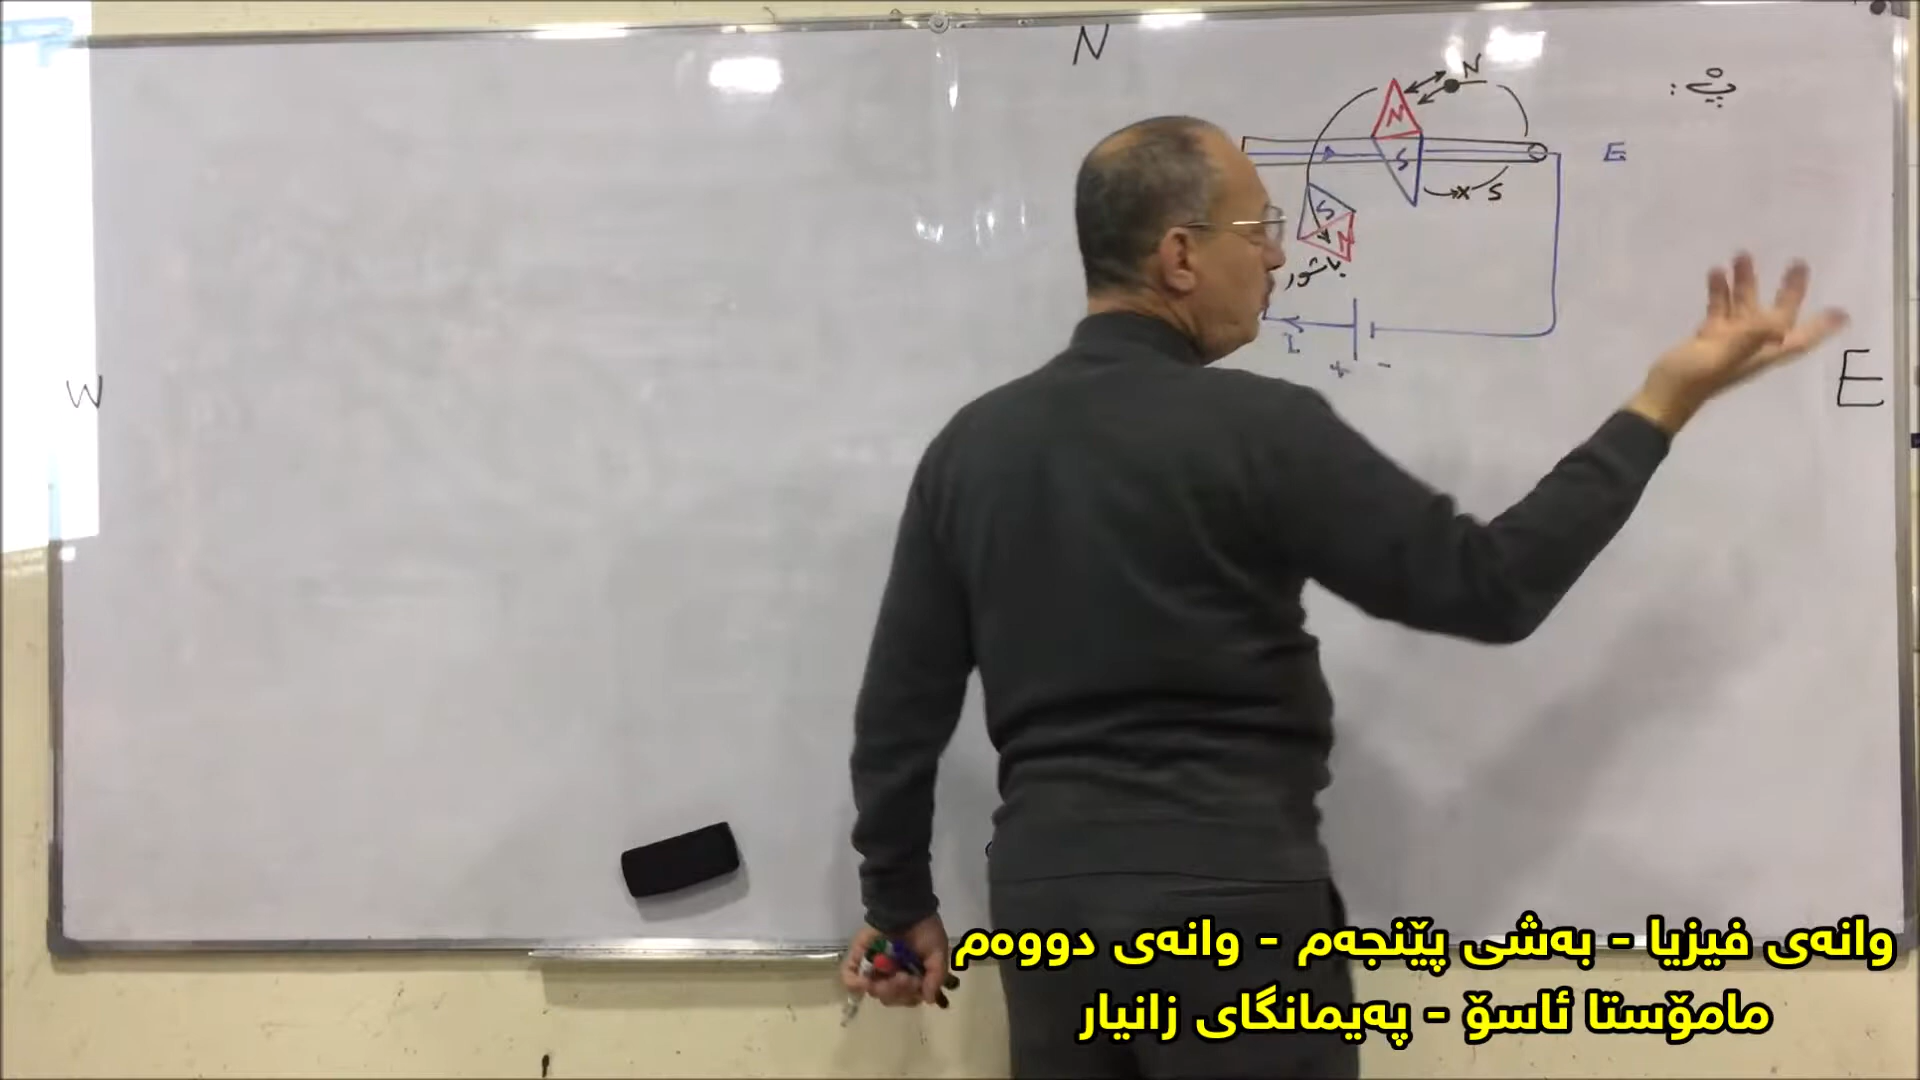 N
N
N
S
E
x S
S
N
باشور
I
+ -
W
E
وانەی فیزیا - بەشی پێنجەم - وانەی دووەم
مامۆستا ئاسۆ - پەیمانگای زانیار